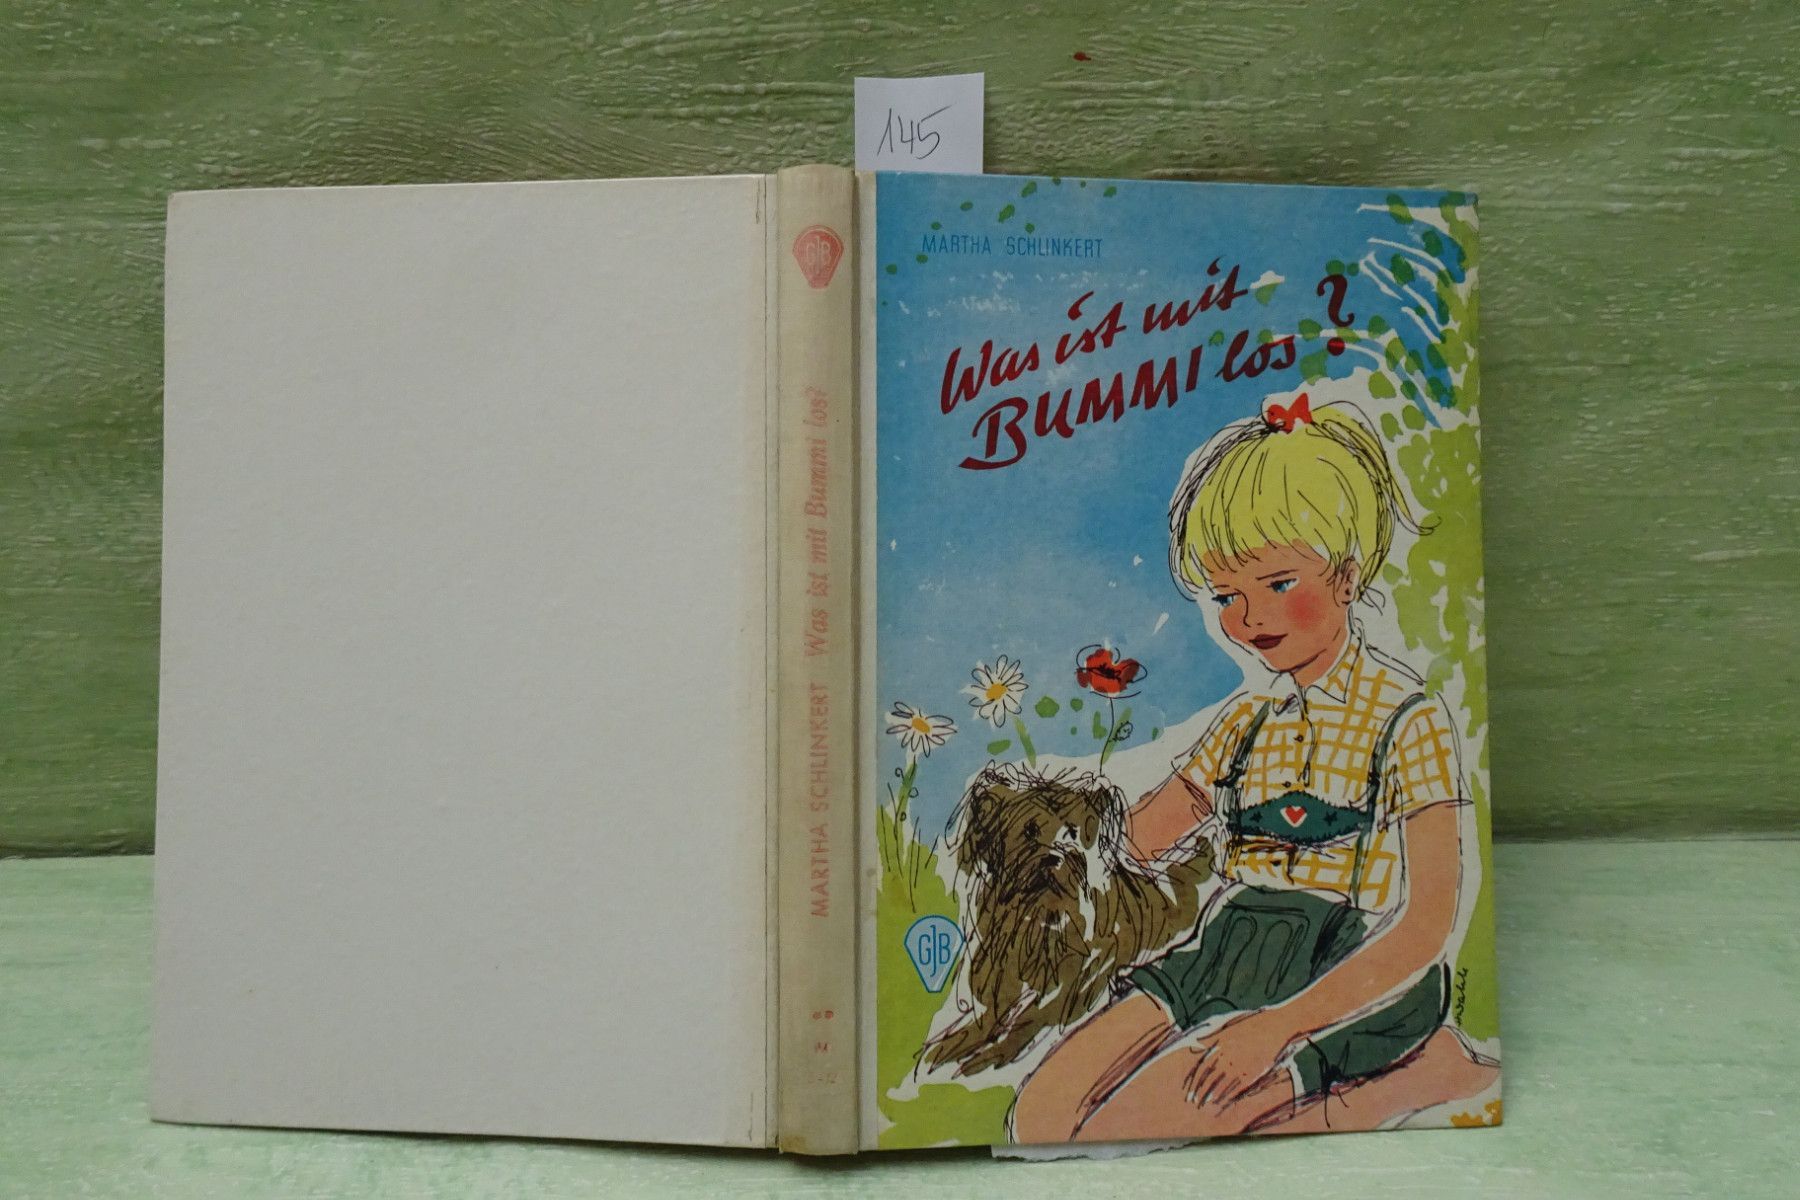 145
GJB
MARTHA SCHLINKERT Was ist mit Bummi los?
MARTHA SCHLINKERT
Was ist mit
BUMMI los?
GJB